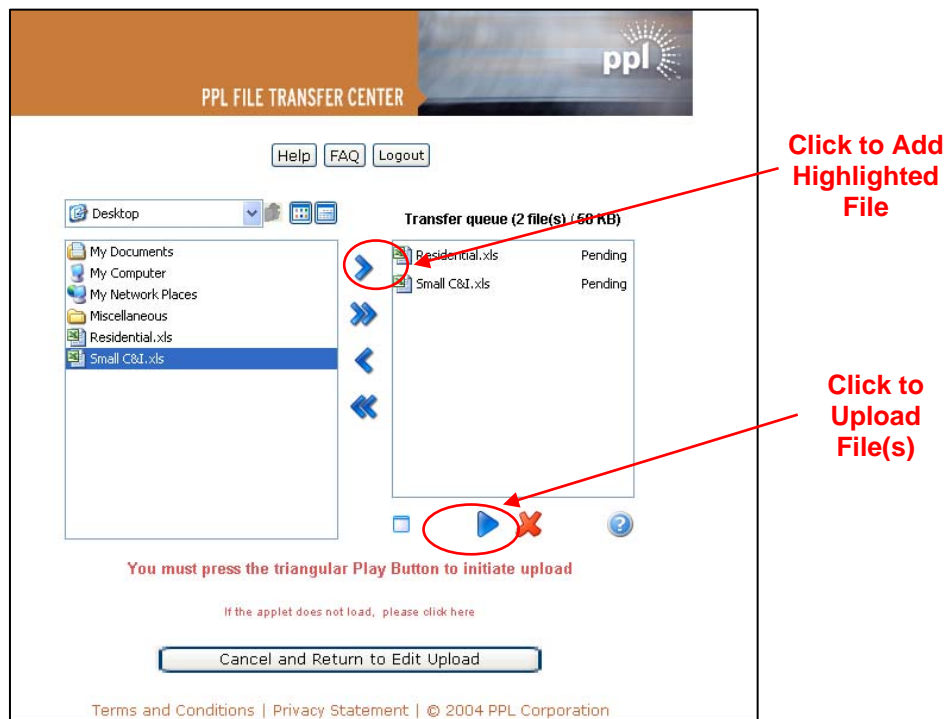 ppl
PPL FILE TRANSFER CENTER
Help FAQ Logout
Click to Add
Highlighted
File
Desktop
Transfer queue (2 file(s) (58 KB)
My Documents
My Computer
My Network Places
Miscellaneous
Residential.xls
Small C&I.xls
Residential.xls Pending
Small C&I.xls Pending
Click to
Upload
File(s)
You must press the triangular Play Button to initiate upload
If the applet does not load, please click here
Cancel and Return to Edit Upload
Terms and Conditions | Privacy Statement | © 2004 PPL Corporation